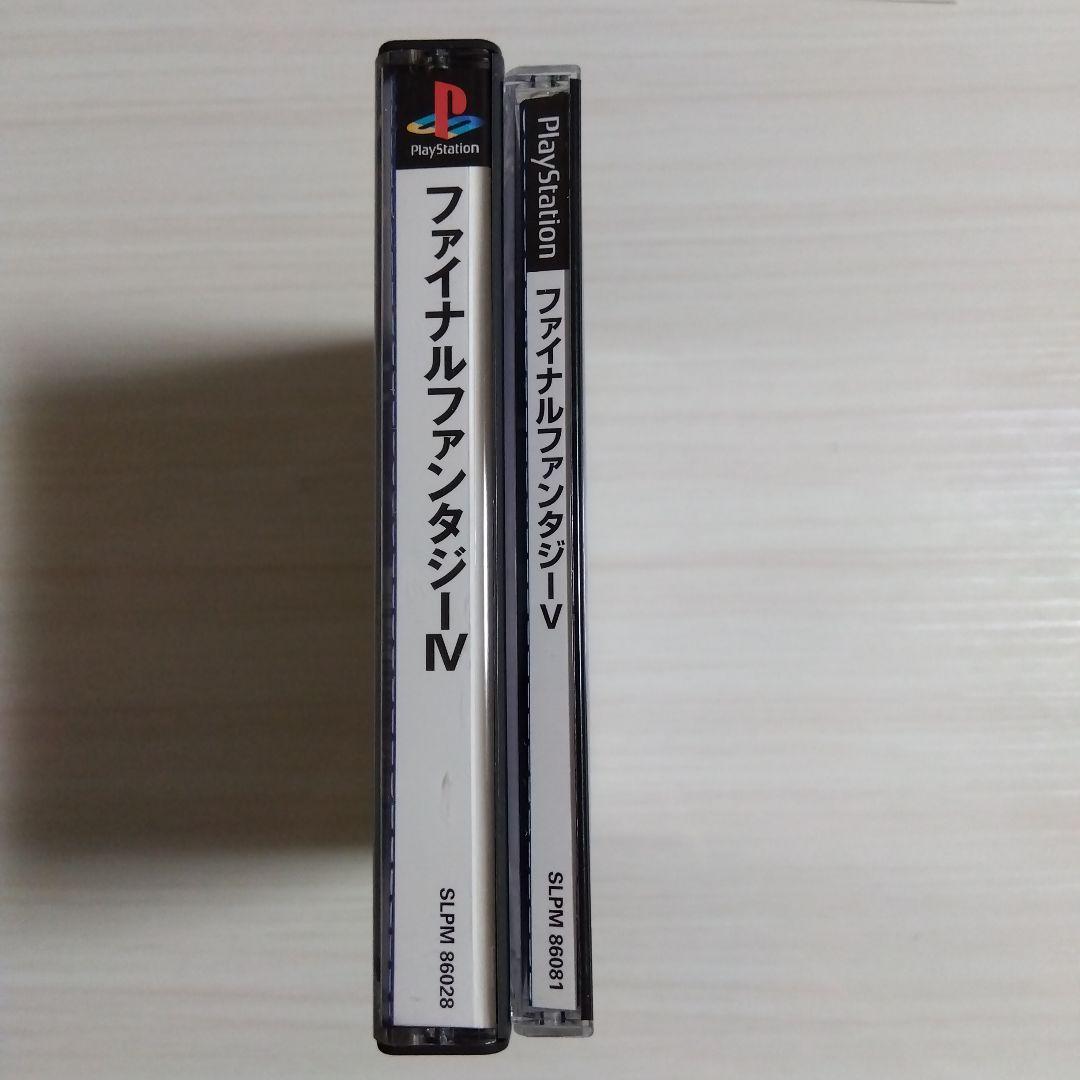 PlayStation
ファイナルファンタジーIV
SLPM 86028
PlayStation
ファイナルファンタジーV
SLPM 86081